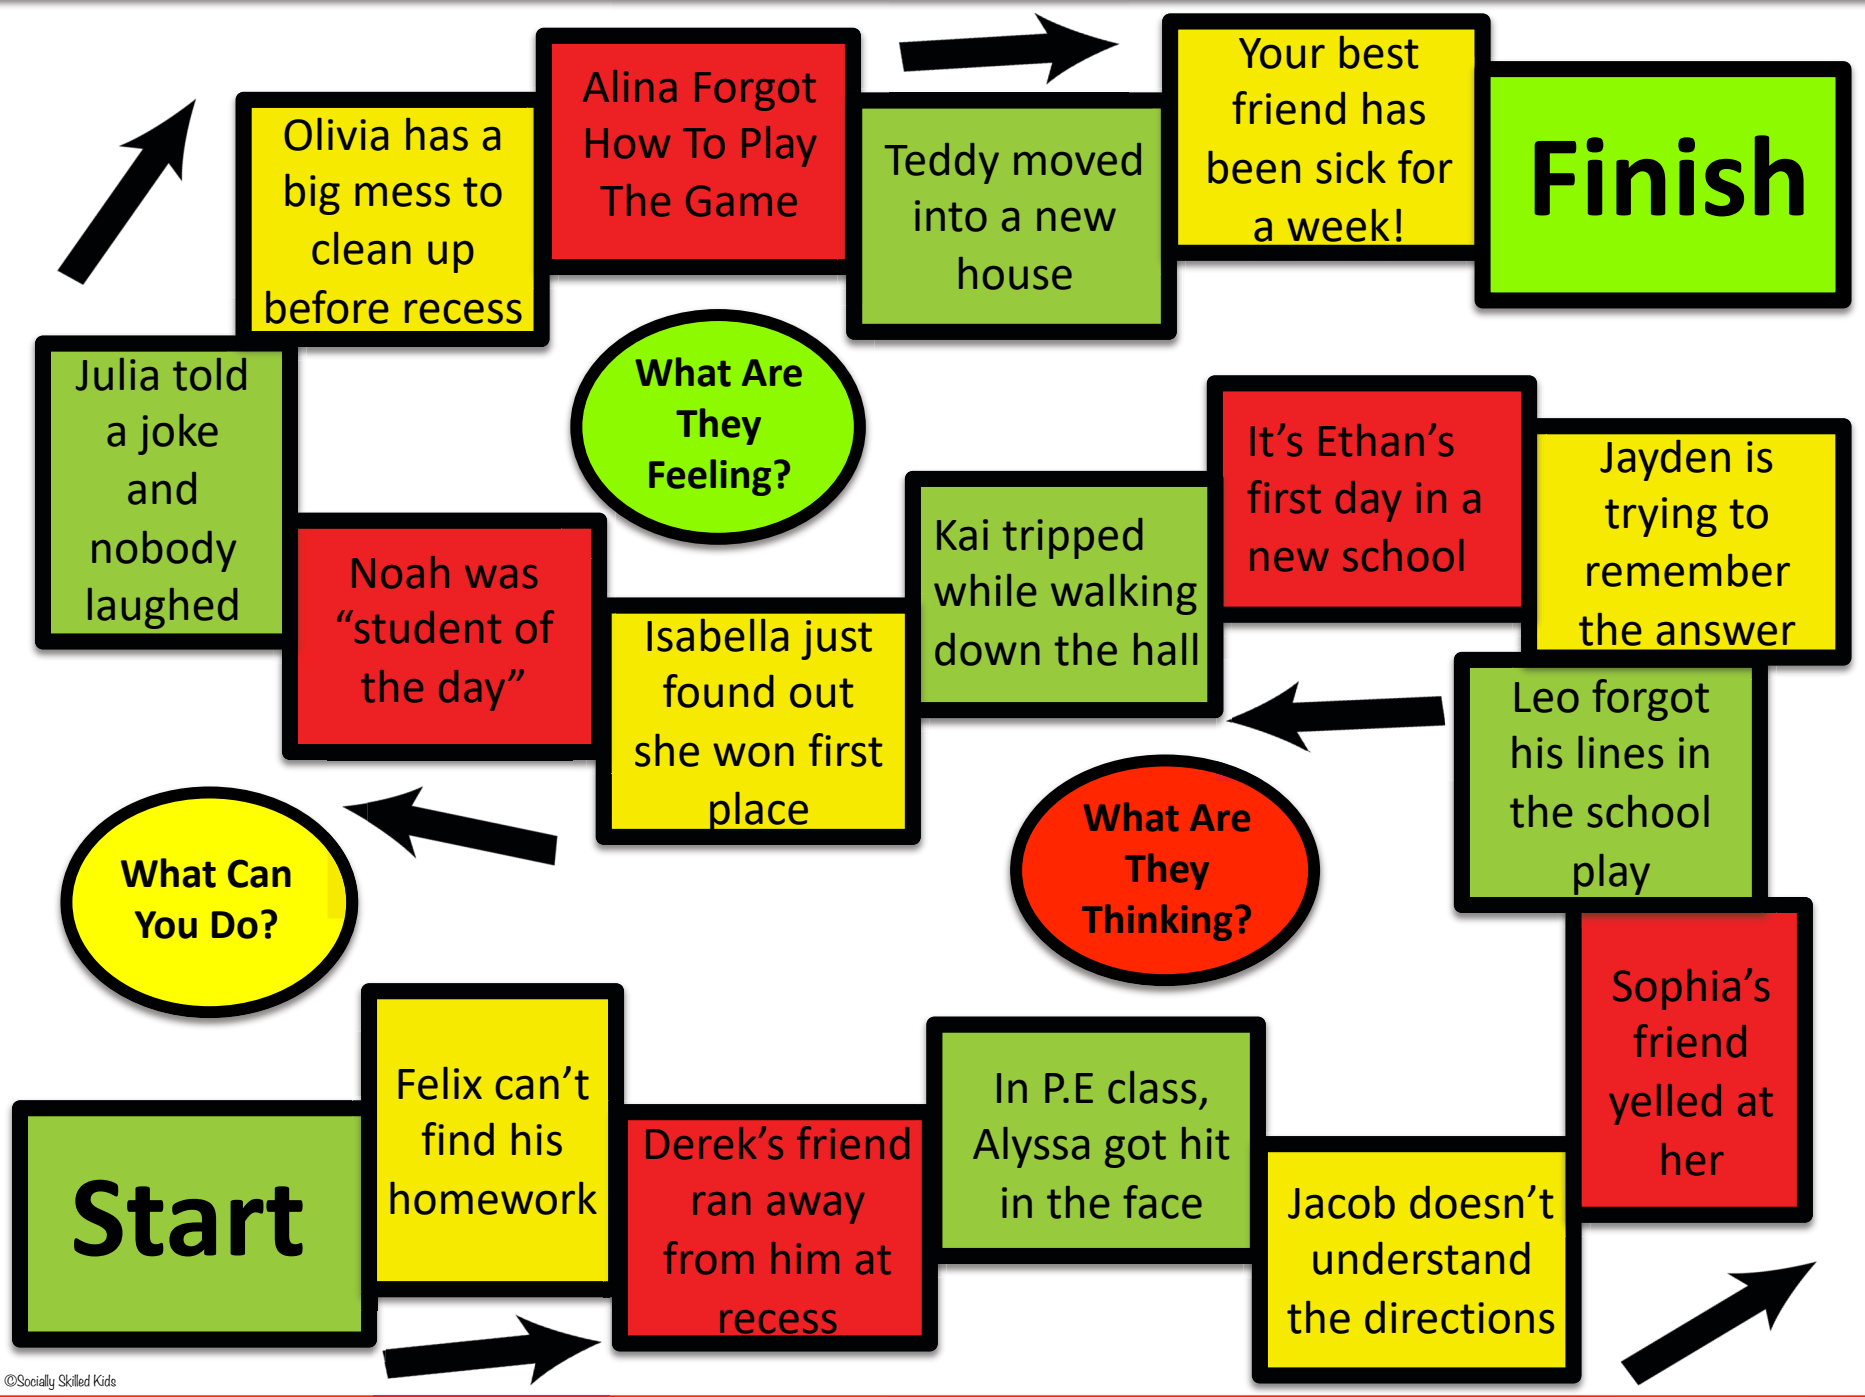 Your best
friend has
been sick for
a week!
Finish
Alina Forgot
How To Play
The Game
Teddy moved
into a new
house
Olivia has a
big mess to
clean up
before recess
Julia told
a joke
and
nobody
laughed
What Are
They
Feeling?
It's Ethan's
first day in a
new school
Jayden is
trying to
remember
the answer
Kai tripped
while walking
down the hall
Noah was
“student of
the day”
Isabella just
found out
she won first
place
Leo forgot
his lines in
the school
play
What Can
You Do?
What Are
They
Thinking?
Sophia's
friend
yelled at
her
Start
Felix can't
find his
homework
Derek's friend
ran away
from him at
recess
In P.E class,
Alyssa got hit
in the face
Jacob doesn't
understand
the directions
©Socially Skilled Kids